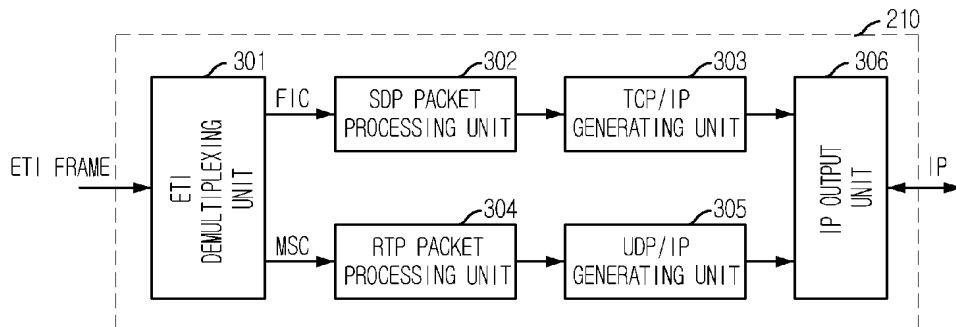 210
301
302
303
306
FIC
SDP PACKET
PROCESSING UNIT
TCP/IP
GENERATING UNIT
ETI FRAME
ETI
DEMULTIPLEXING
UNIT
IP OUTPUT
UNIT
IP
304
305
MSC
RTP PACKET
PROCESSING UNIT
UDP/IP
GENERATING UNIT